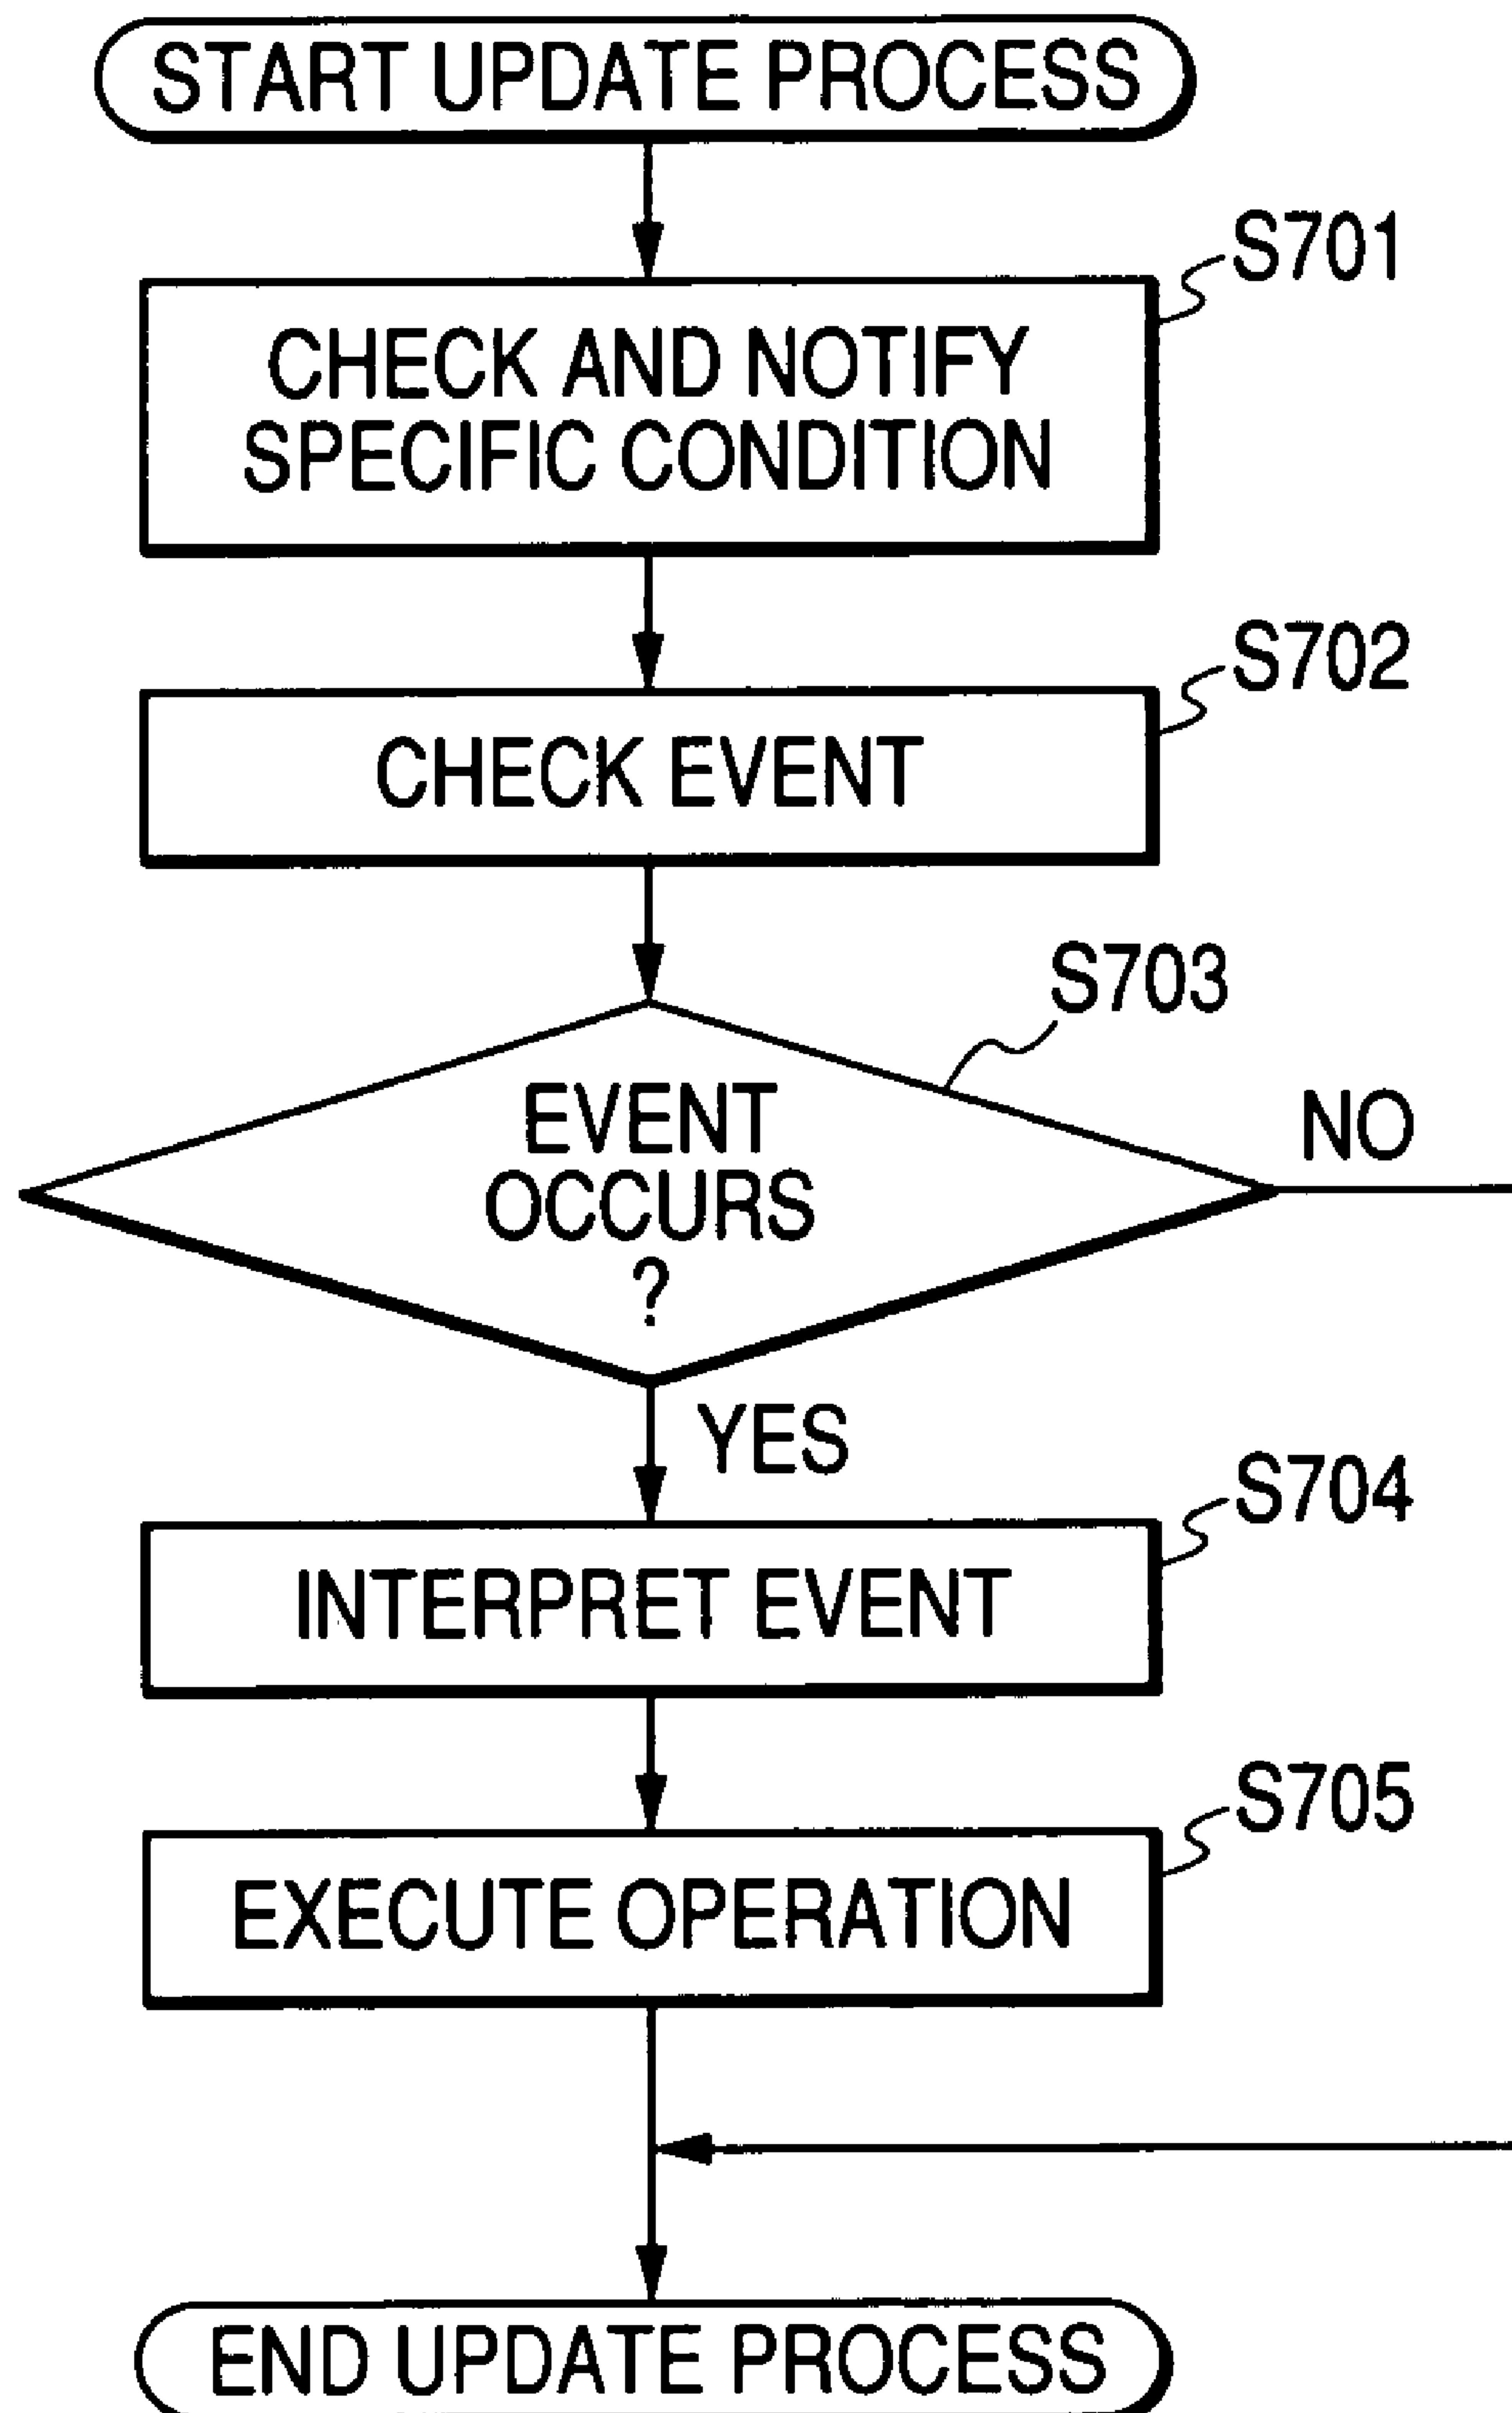 START UPDATE PROCESS
S701
CHECK AND NOTIFY
SPECIFIC CONDITION
S702
CHECK EVENT
S703
EVENT
OCCURS
?
NO
YES
S704
INTERPRET EVENT
S705
EXECUTE OPERATION
END UPDATE PROCESS